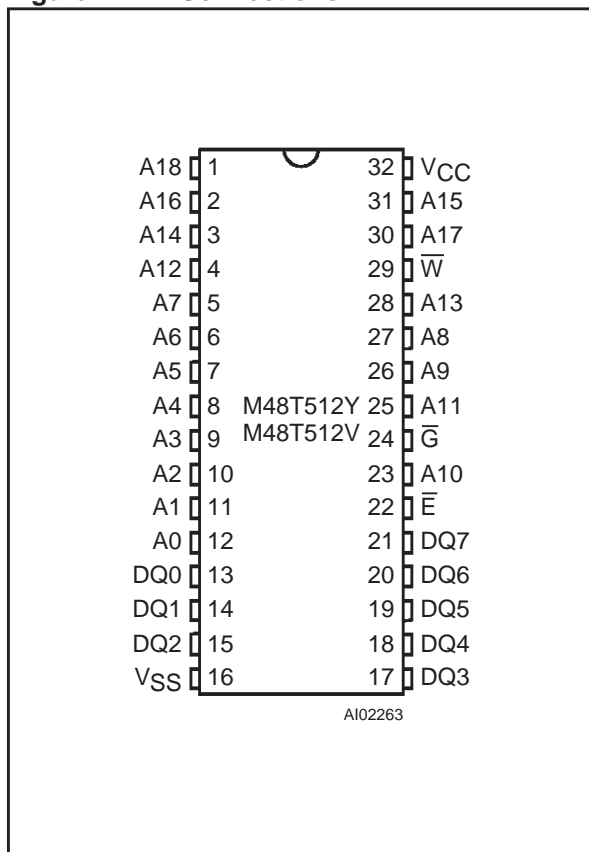 A18 1 32 VCC
A16 2 31 A15
A14 3 30 A17
A12 4 29 W̅
A7 5 28 A13
A6 6 27 A8
A5 7 26 A9
A4 8 M48T512Y 25 A11
A3 9 M48T512V 24 G̅
A2 10 23 A10
A1 11 22 E̅
A0 12 21 DQ7
DQ0 13 20 DQ6
DQ1 14 19 DQ5
DQ2 15 18 DQ4
VSS 16 17 DQ3
AI02263